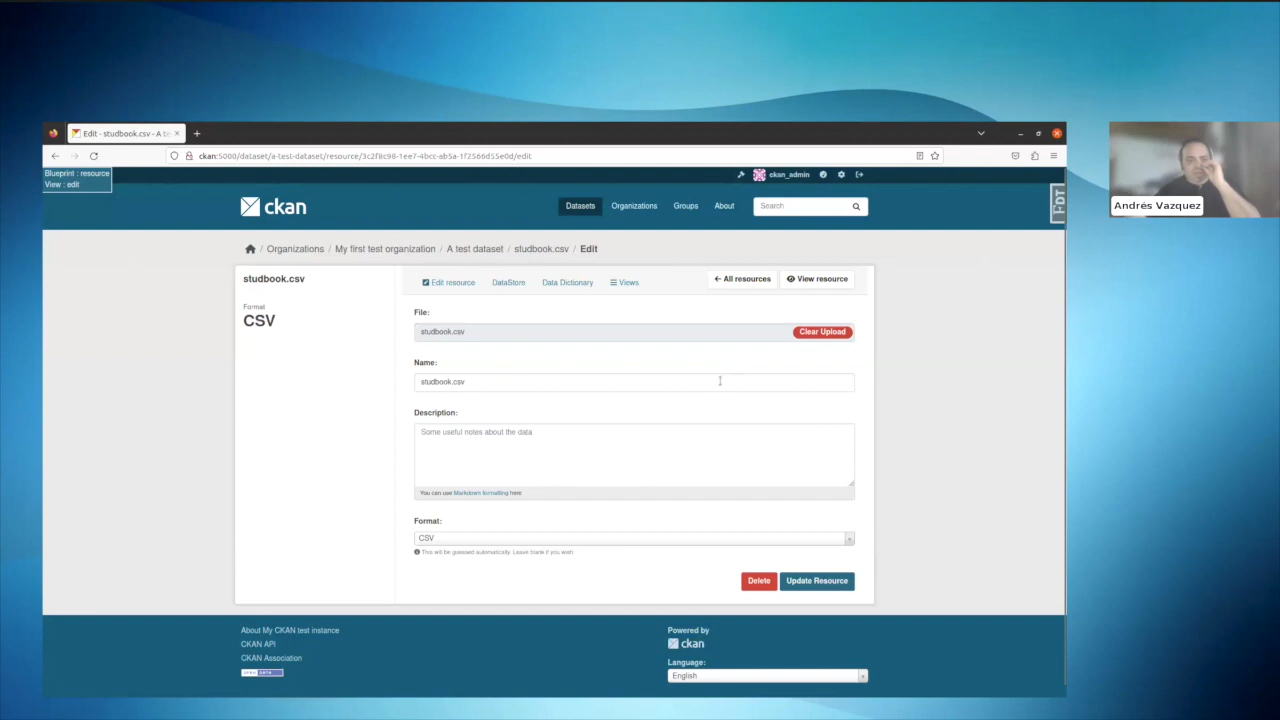 Edit - studbook.csv - A te
ckan:5000/dataset/a-test-dataset/resource/3c2f8c98-1ee7-4bcc-ab5a-1f2566d55e0d/edit
Blueprint : resource
View : edit
ckan_admin
ckan
Datasets
Organizations
Groups
About
Search
FDT
Andrés Vazquez
/ Organizations / My first test organization / A test dataset / studbook.csv / Edit
studbook.csv
Format
CSV
Edit resource
DataStore
Data Dictionary
Views
All resources
View resource
File:
studbook.csv
Clear Upload
Name:
studbook.csv
Description:
Some useful notes about the data
You can use Markdown formatting here
Format:
CSV
This will be guessed automatically. Leave blank if you wish
Delete
Update Resource
About My CKAN test instance
CKAN API
CKAN Association
OPEN DATA
Powered by
ckan
Language:
English